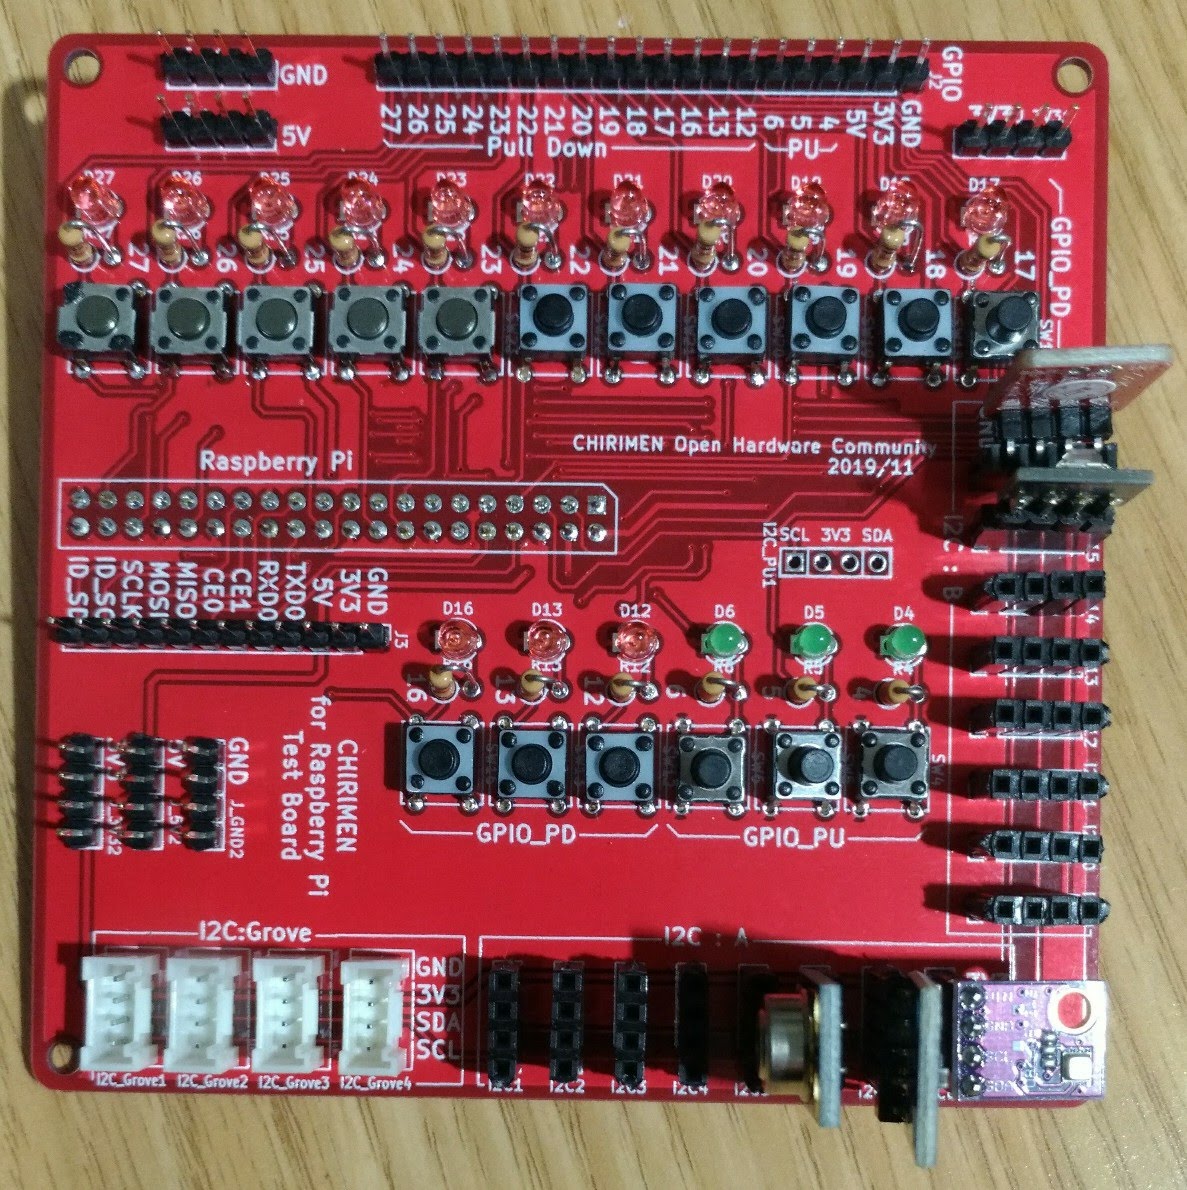 GND
5V
GPIO
J2
27
26
25
24
23
22
21
20
19
18
17
16
13
12
6
5
4
5V
3V3
GND
Pull Down
PU
D27
D26
D25
D24
D23
D22
D21
D20
D19
D18
D17
GPIO_PD
27
26
25
24
23
22
21
20
19
18
17
CHIRIMEN Open Hardware Community
2019/11
Raspberry Pi
I2C_PU1
SCL 3V3 SDA
I2C : B
ID_SD
ID_SC
SCLK
MOSI
MISO
CE0
CE1
RXD0
TXD0
5V
3V3
GND
J3
D16
D13
D12
D6
D5
D4
R13
R12
16
13
12
6
5
4
GPIO_PD
GPIO_PU
GND
J_GND2
CHIRIMEN
for Raspberry Pi
Test Board
I2C:Grove
GND
3V3
SDA
SCL
I2C_Grove1
I2C_Grove2
I2C_Grove3
I2C_Grove4
I2C : A
I2C1
I2C2
I2C3
I2C4